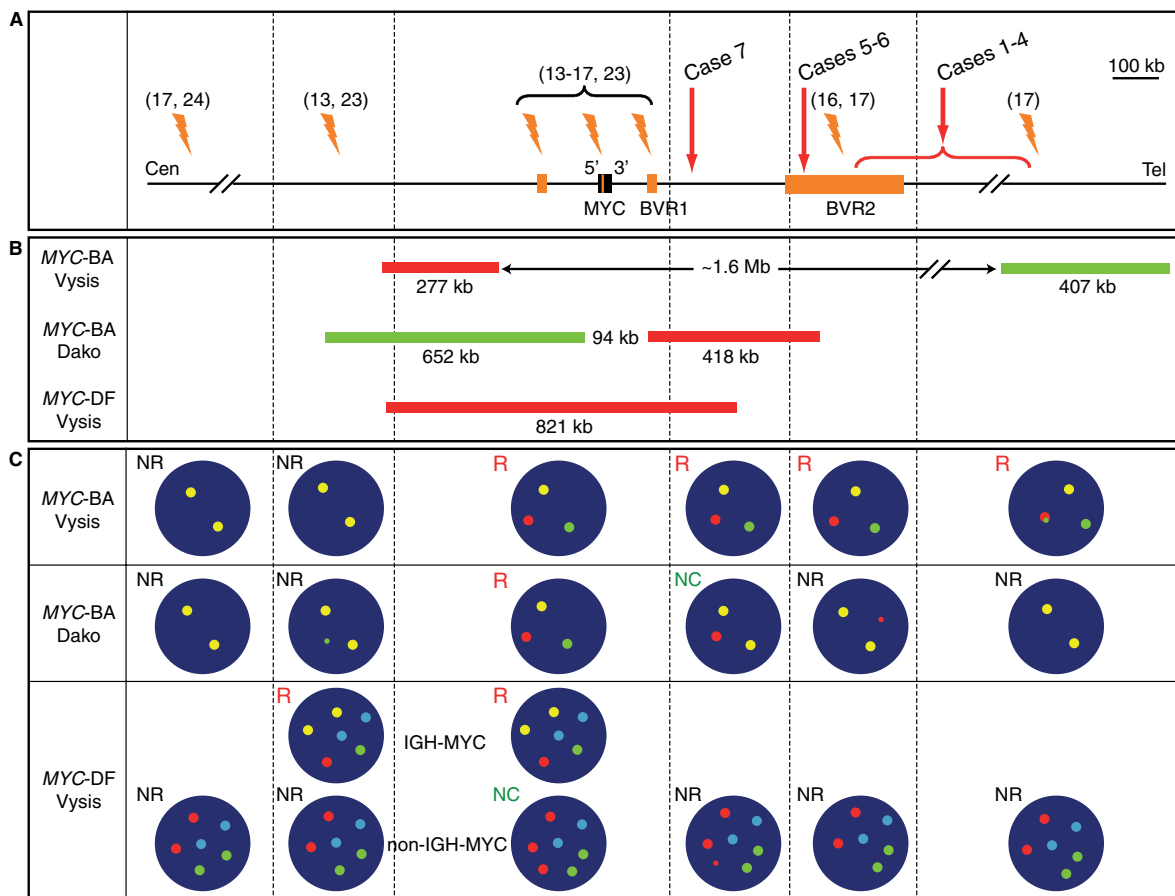 A
(17, 24)
(13, 23)
(13-17, 23)
Case 7
Cases 5-6
(16, 17)
Cases 1-4
(17)
100 kb
Cen
5’ 3’
Tel
MYC
BVR1
BVR2
B
MYC-BA
Vysis
277 kb
~1.6 Mb
407 kb
MYC-BA
Dako
652 kb
94 kb
418 kb
MYC-DF
Vysis
821 kb
C
MYC-BA
Vysis
NR
NR
R
R
R
R
MYC-BA
Dako
NR
NR
R
NC
NR
NR
MYC-DF
Vysis
R
IGH-MYC
R
NR
NR
non-IGH-MYC
NC
NR
NR
NR